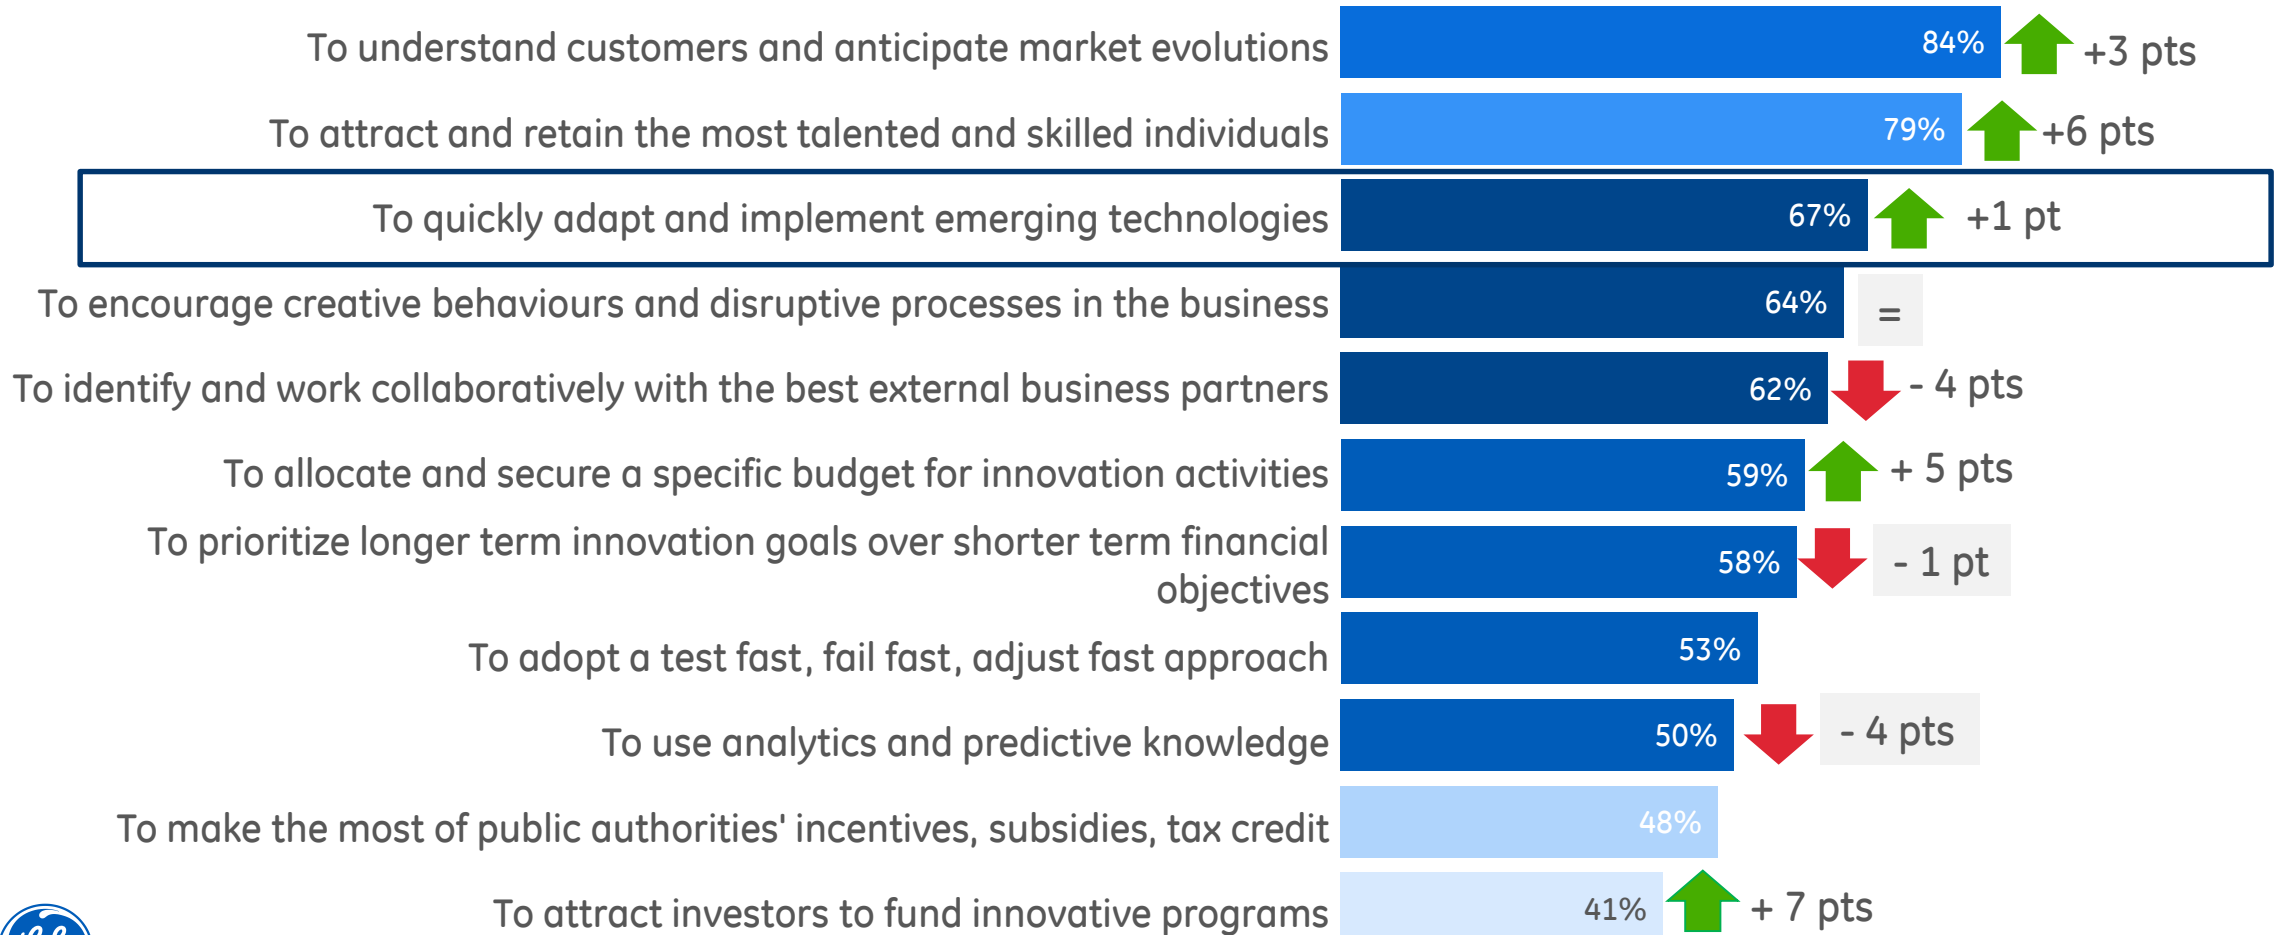 To understand customers and anticipate market evolutions 84% +3 pts
To attract and retain the most talented and skilled individuals 79% +6 pts
To quickly adapt and implement emerging technologies 67% +1 pt
To encourage creative behaviours and disruptive processes in the business 64% =
To identify and work collaboratively with the best external business partners 62% - 4 pts
To allocate and secure a specific budget for innovation activities 59% + 5 pts
To prioritize longer term innovation goals over shorter term financial
objectives 58% - 1 pt
To adopt a test fast, fail fast, adjust fast approach 53%
To use analytics and predictive knowledge 50% - 4 pts
To make the most of public authorities' incentives, subsidies, tax credit 48%
To attract investors to fund innovative programs 41% + 7 pts